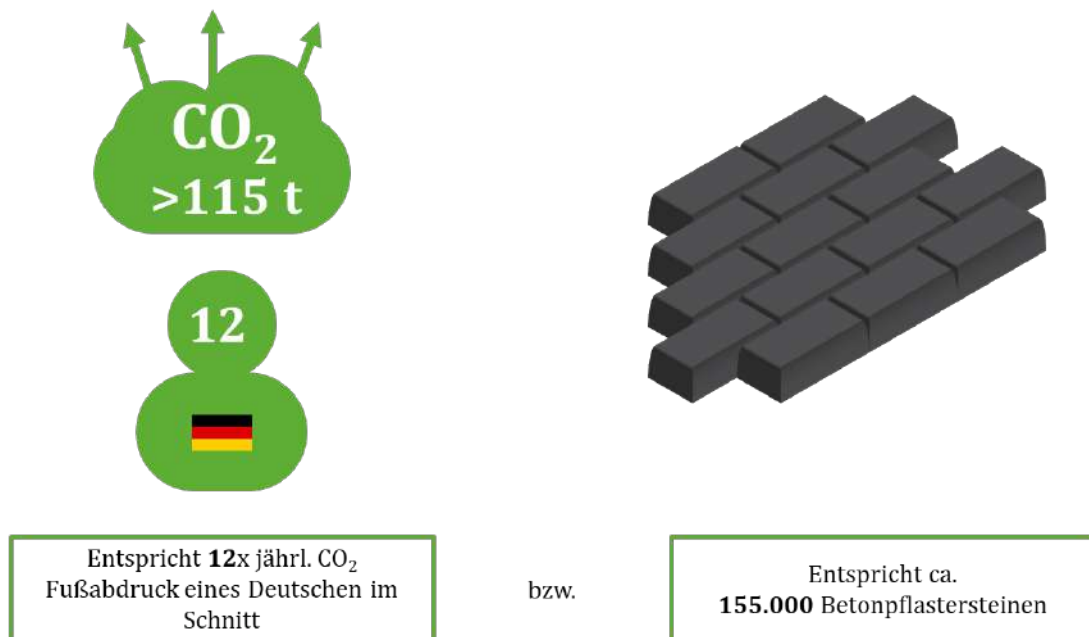 CO₂
>115 t
12
Entspricht 12x jährl. CO₂
Fußabdruck eines Deutschen im
Schnitt
bzw.
Entspricht ca.
155.000 Betonpflastersteinen